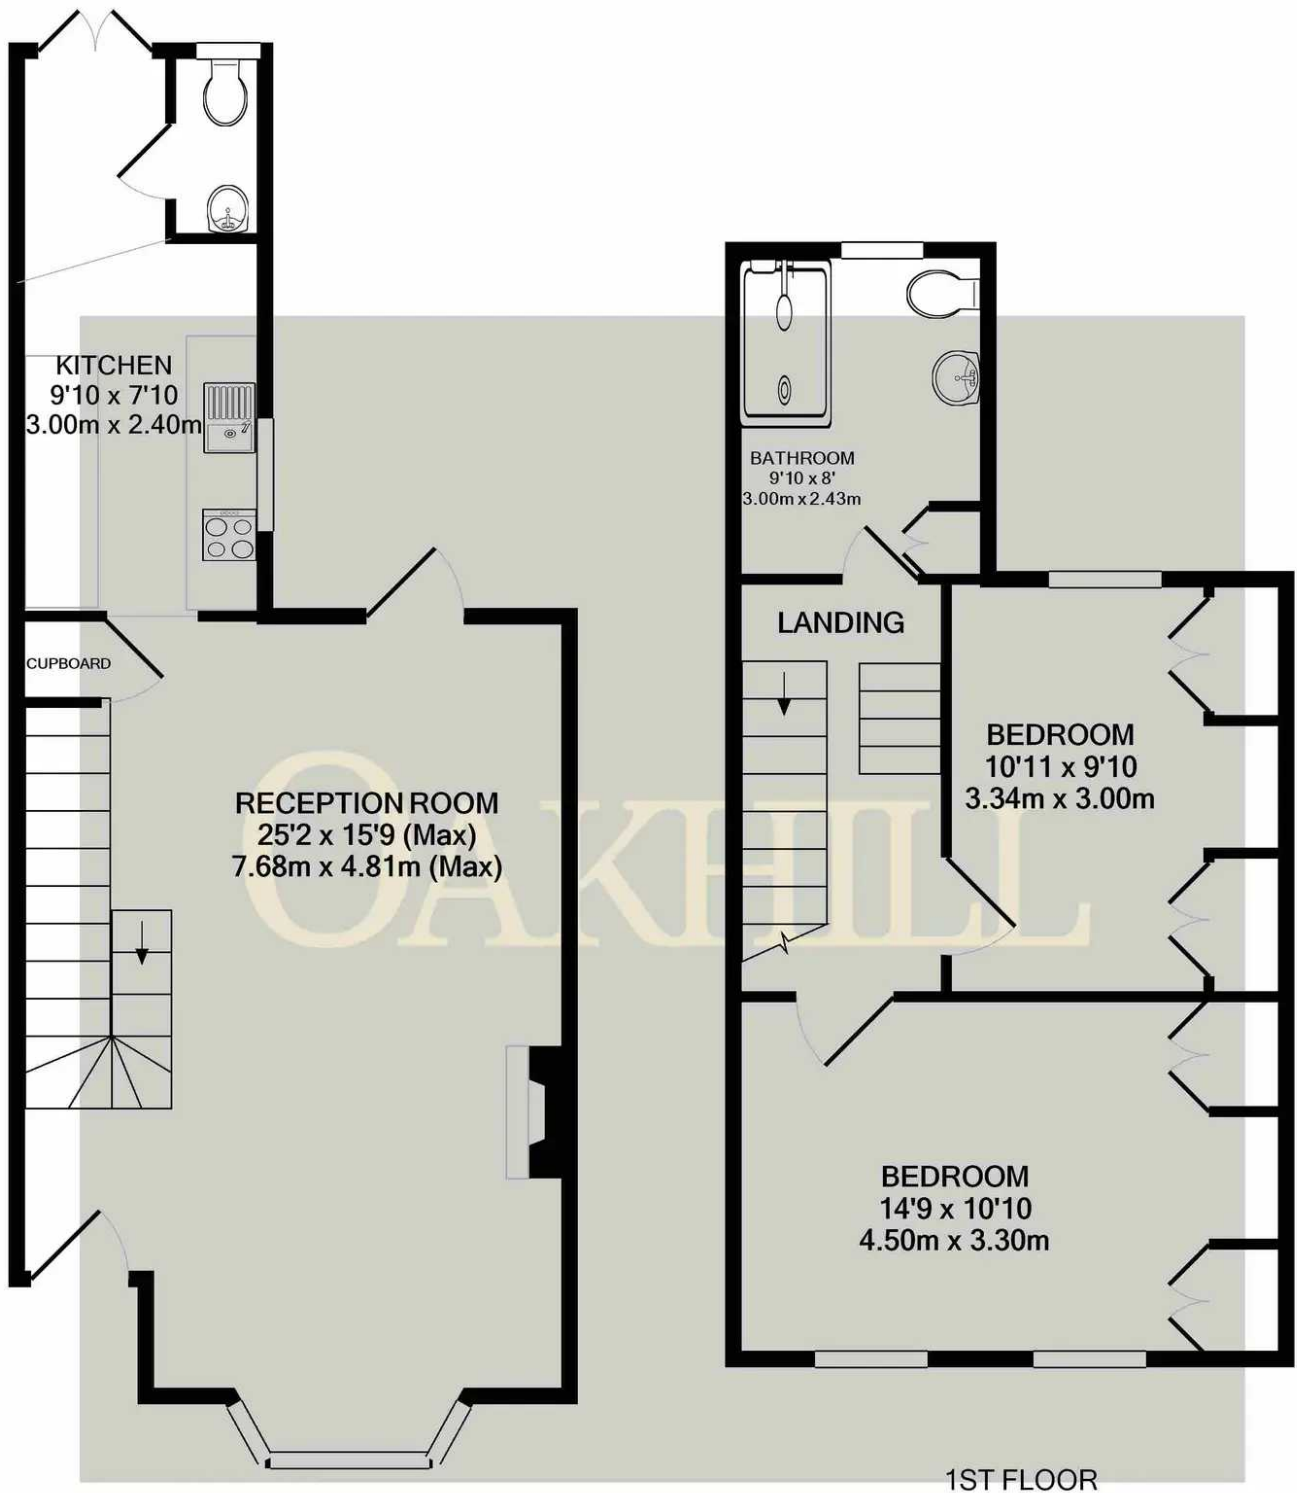 KITCHEN
9'10 x 7'10
3.00m x 2.40m
CUPBOARD
RECEPTION ROOM
25'2 x 15'9 (Max)
7.68m x 4.81m (Max)
OAKHILL
BATHROOM
9'10 x 8'
3.00m x 2.43m
LANDING
BEDROOM
10'11 x 9'10
3.34m x 3.00m
BEDROOM
14'9 x 10'10
4.50m x 3.30m
1ST FLOOR